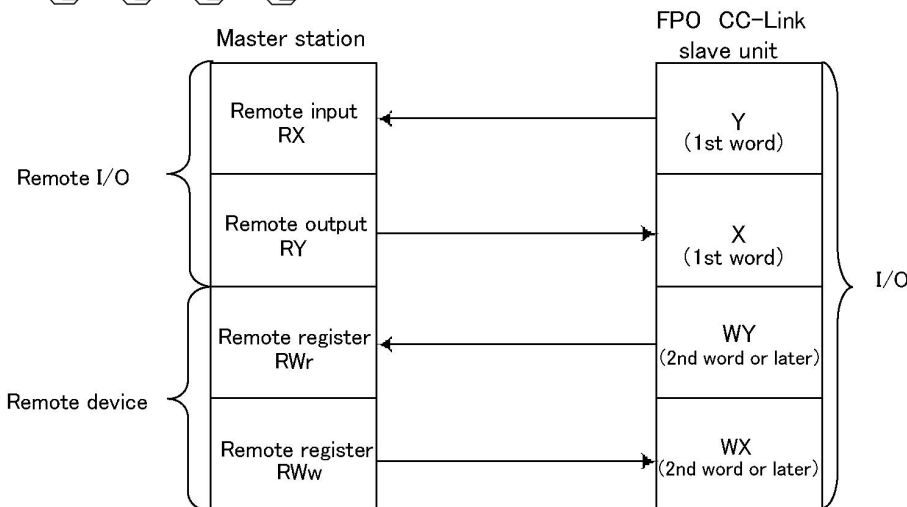 Master station
FPO CC-Link
slave unit
Remote input
RX
Y
(1st word)
Remote I/O
Remote output
RY
X
(1st word)
I/O
Remote register
RWr
WY
(2nd word or later)
Remote device
Remote register
RWw
WX
(2nd word or later)